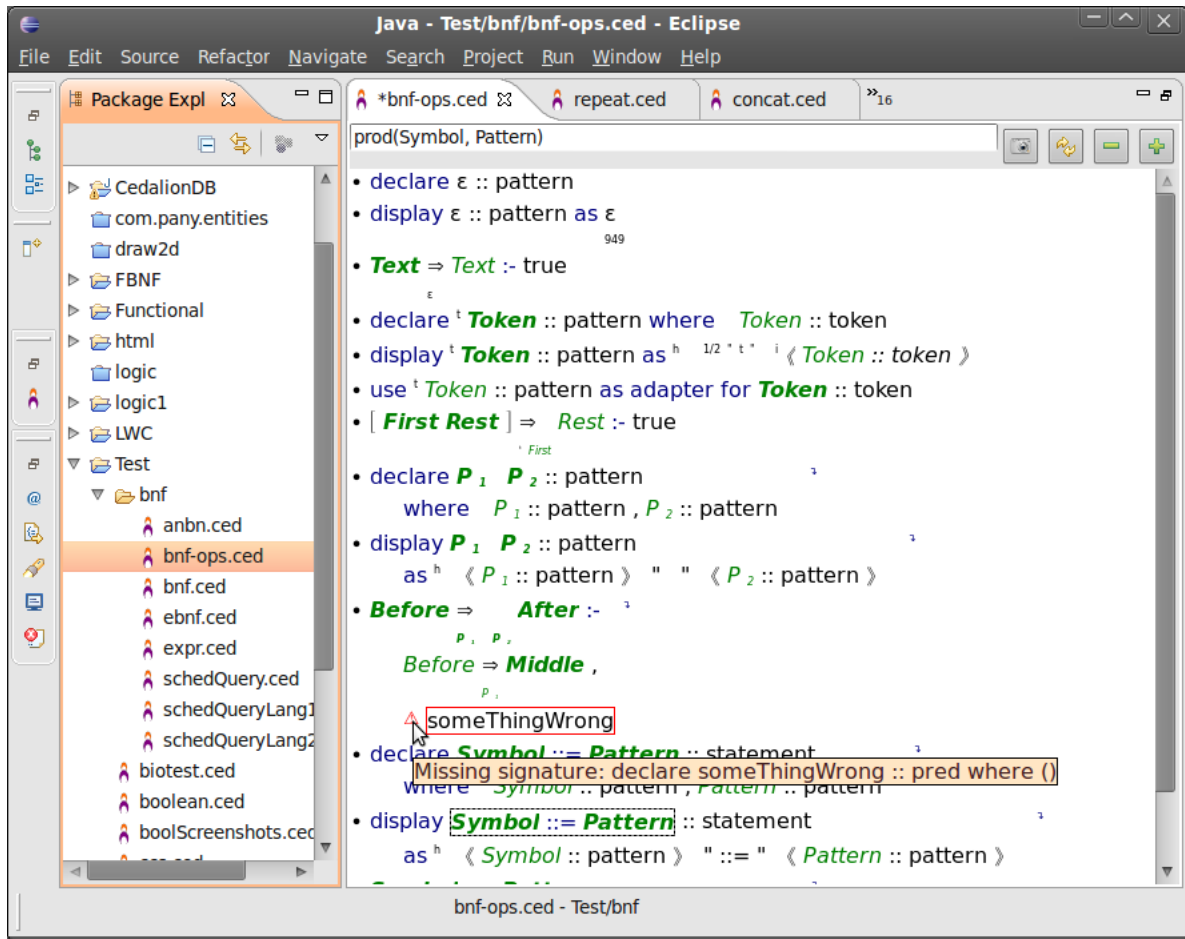 Java - Test/bnf/bnf-ops.ced - Eclipse
File Edit Source Refactor Navigate Search Project Run Window Help
Package Expl
*bnf-ops.ced repeat.ced concat.ced »16
prod(Symbol, Pattern)
CedalionDB
com.pany.entities
draw2d
FBNF
Functional
html
logic
logic1
LWC
Test
bnf
anbn.ced
bnf-ops.ced
bnf.ced
ebnf.ced
expr.ced
schedQuery.ced
schedQueryLang1
schedQueryLang2
biotest.ced
boolean.ced
boolScreenshots.ced
• declare ε :: pattern
• display ε :: pattern as ε
949
• Text ⇒ Text :- true
ε
• declare t Token :: pattern where Token :: token
• display t Token :: pattern as h 1/2 " t " i 《 Token :: token 》
• use t Token :: pattern as adapter for Token :: token
• [ First Rest ] ⇒ Rest :- true
' First
• declare P 1 P 2 :: pattern
where P 1 :: pattern , P 2 :: pattern
• display P 1 P 2 :: pattern
as h 《 P 1 :: pattern 》 " " 《 P 2 :: pattern 》
• Before ⇒ After :-
P 1 P 2
Before ⇒ Middle ,
P 1
someThingWrong
• declare Symbol ::= Pattern :: statement
Missing signature: declare someThingWrong :: pred where ()
where Symbol :: pattern , Pattern :: pattern
• display Symbol ::= Pattern :: statement
as h 《 Symbol :: pattern 》 " ::= " 《 Pattern :: pattern 》
bnf-ops.ced - Test/bnf